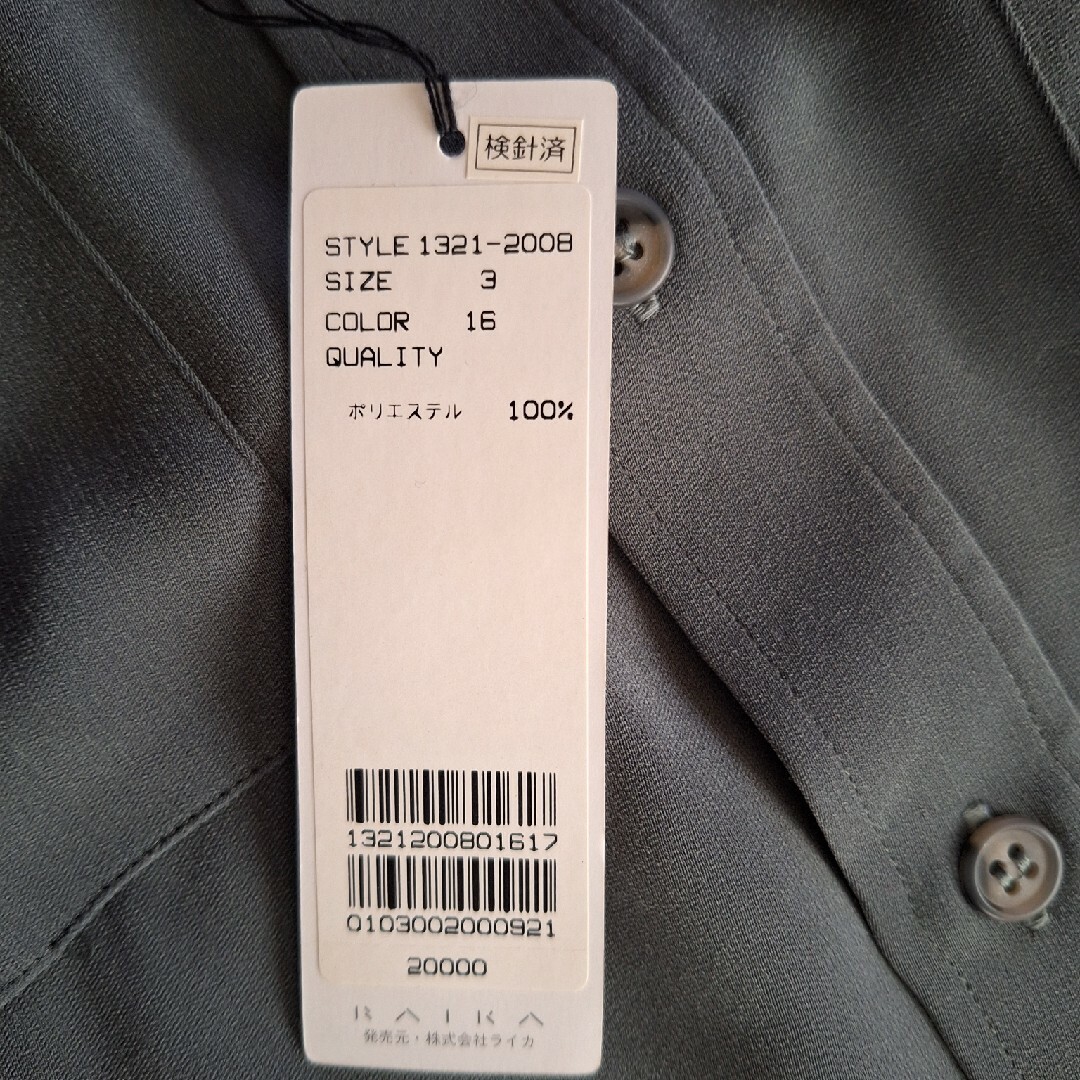 検針済
STYLE 1321-2008
SIZE 3
COLOR 16
QUALITY
ポリエステル 100%
1321200801617
0103002000921
20000
RAIKA
発売元・株式会社ライカ